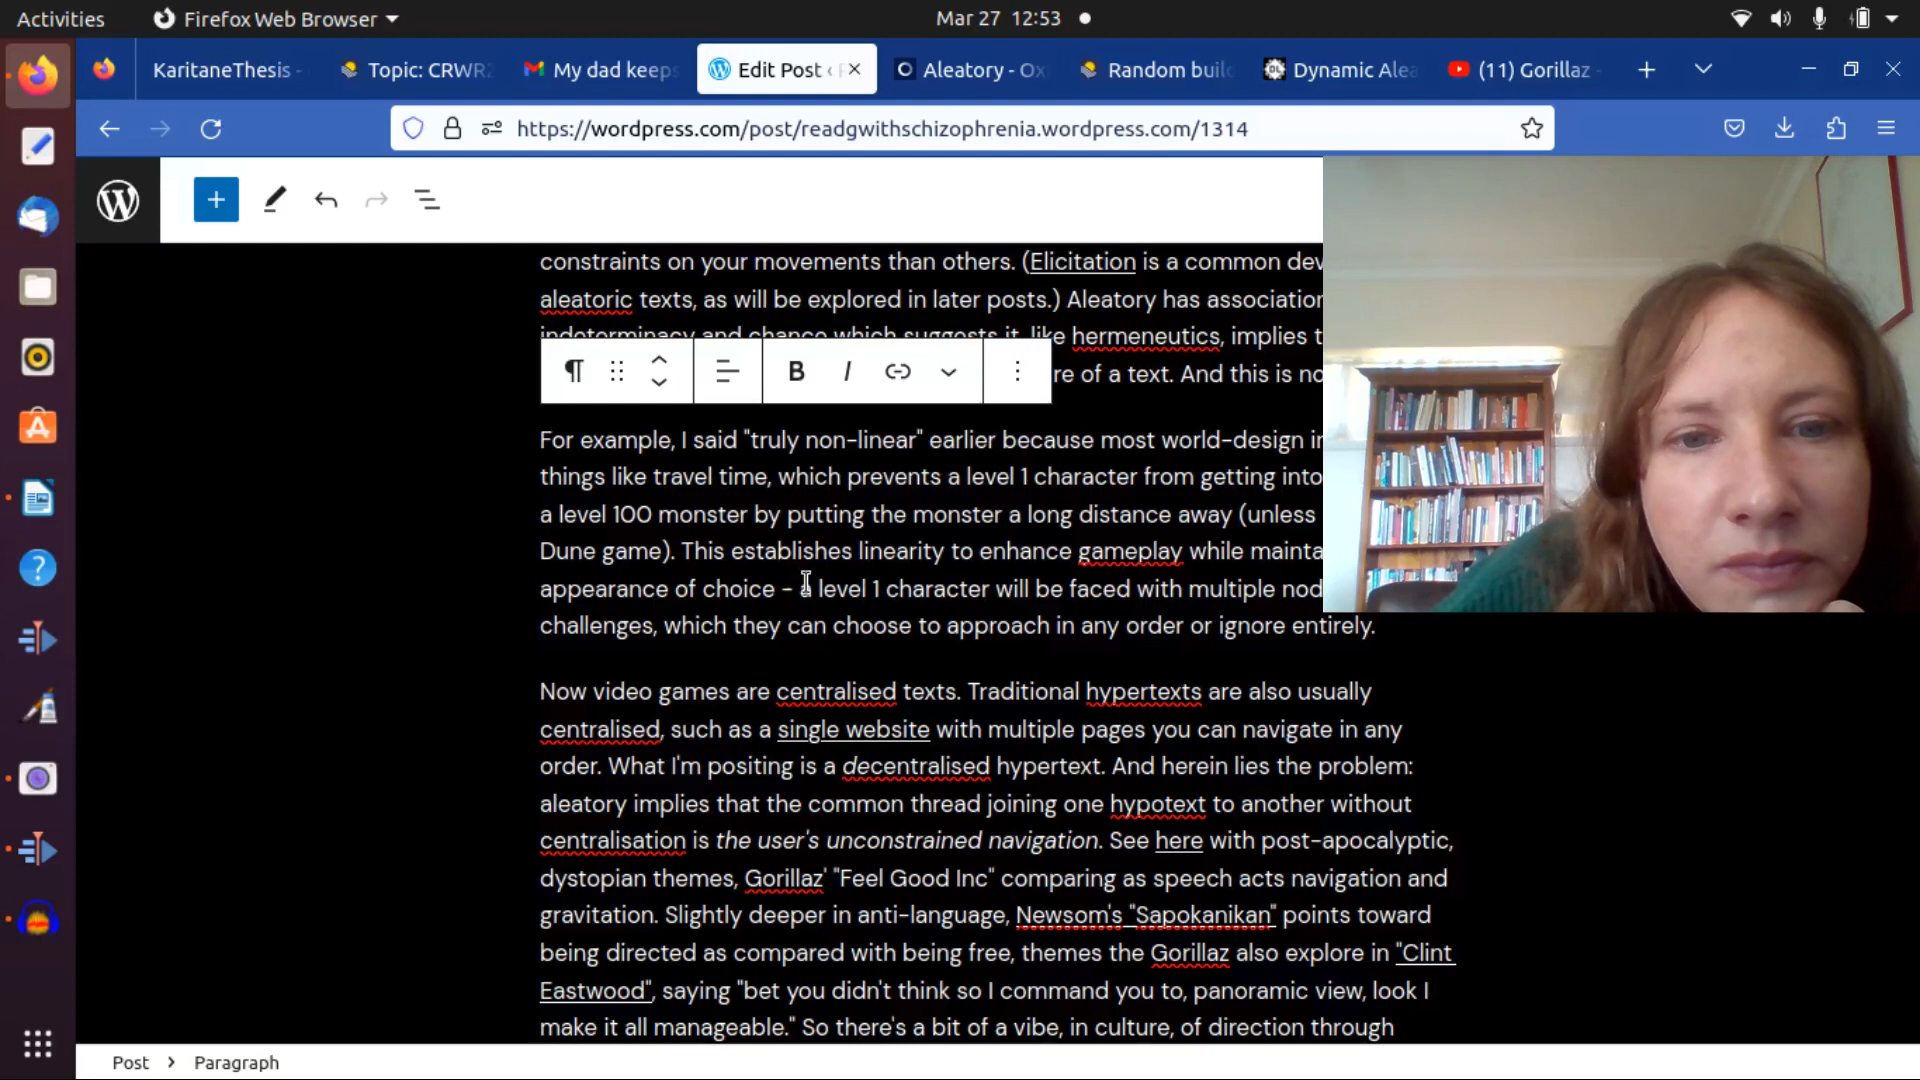 Activities
Firefox Web Browser
Mar 27 12:53
KaritaneThesis -
Topic: CRWR
My dad keeps
Edit Post
Aleatory - Ox
Random buil
Dynamic Alea
(11) Gorillaz -
https://wordpress.com/post/readgwithschizophrenia.wordpress.com/1314
constraints on your movements than others. (Elicitation is a common dev
aleatoric texts, as will be explored in later posts.) Aleatory has association
indeterminacy and chance which suggests it, like hermeneutics, implies t
re of a text. And this is no
B I
For example, I said "truly non-linear" earlier because most world-design in
things like travel time, which prevents a level 1 character from getting into
a level 100 monster by putting the monster a long distance away (unless
Dune game). This establishes linearity to enhance gameplay while mainta
appearance of choice - a level 1 character will be faced with multiple nod
challenges, which they can choose to approach in any order or ignore entirely.
Now video games are centralised texts. Traditional hypertexts are also usually
centralised, such as a single website with multiple pages you can navigate in any
order. What I'm positing is a decentralised hypertext. And herein lies the problem:
aleatory implies that the common thread joining one hypotext to another without
centralisation is the user's unconstrained navigation. See here with post-apocalyptic,
dystopian themes, Gorillaz' "Feel Good Inc" comparing as speech acts navigation and
gravitation. Slightly deeper in anti-language, Newsom's "Sapokanikan" points toward
being directed as compared with being free, themes the Gorillaz also explore in "Clint
Eastwood", saying "bet you didn't think so I command you to, panoramic view, look I
make it all manageable." So there's a bit of a vibe, in culture, of direction through
Post > Paragraph